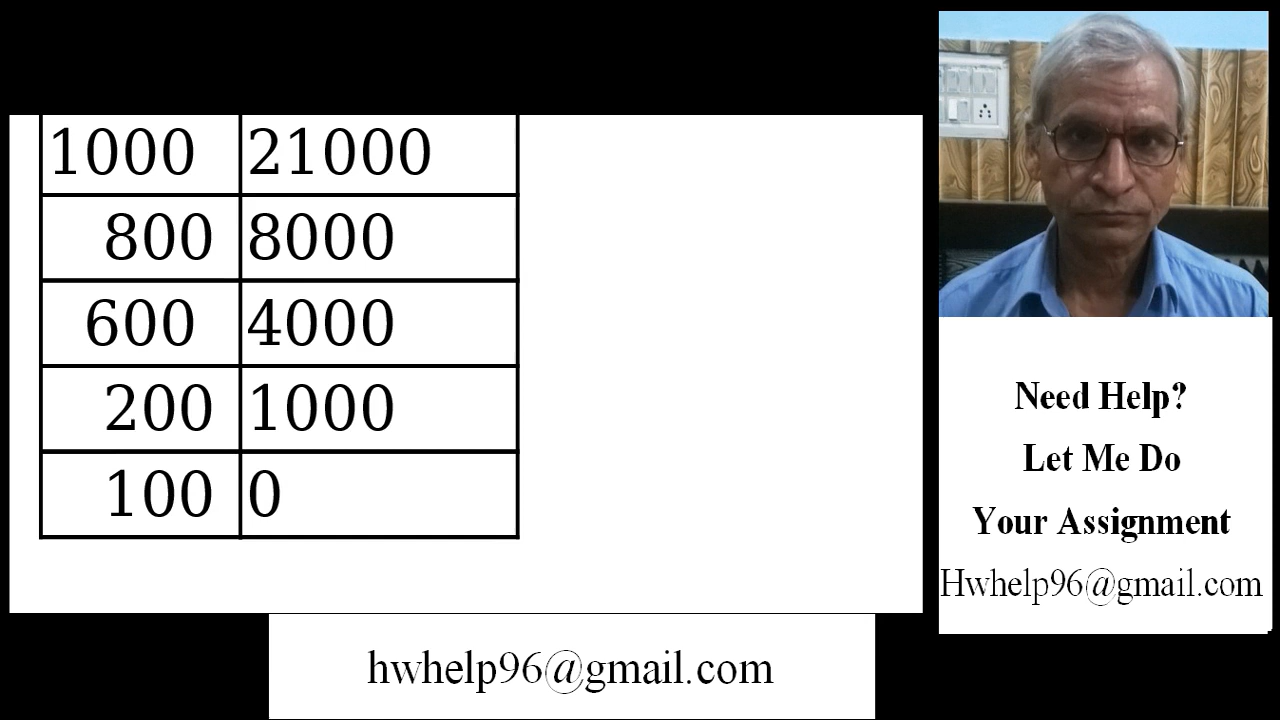 1000 21000
800 8000
600 4000
200 1000
100 0
Need Help?
Let Me Do
Your Assignment
Hwhelp96@gmail.com
hwhelp96@gmail.com